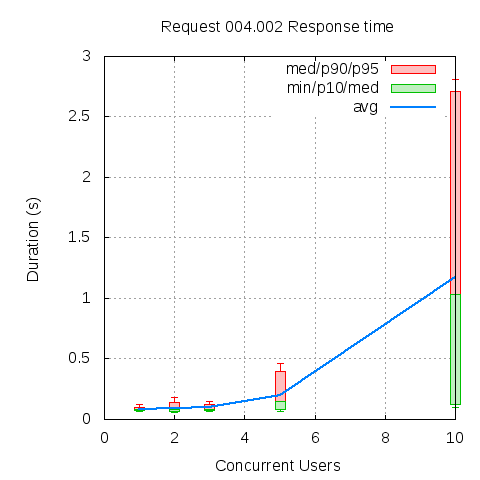 Request 004.002 Response time
med/p90/p95
min/p10/med
avg
3
2.5
2
1.5
1
0.5
0
Duration (s)
0 2 4 6 8 10
Concurrent Users